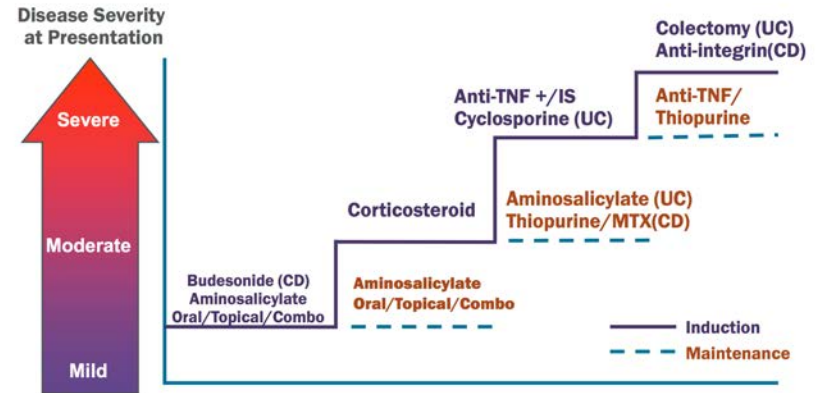 Disease Severity
at Presentation
Severe
Moderate
Mild
Budesonide (CD)
Aminosalicylate
Oral/Topical/Combo
Aminosalicylate
Oral/Topical/Combo
Corticosteroid
Aminosalicylate (UC)
Thiopurine/MTX(CD)
Anti-TNF +/IS
Cyclosporine (UC)
Anti-TNF/
Thiopurine
Colectomy (UC)
Anti-integrin(CD)
Induction
Maintenance